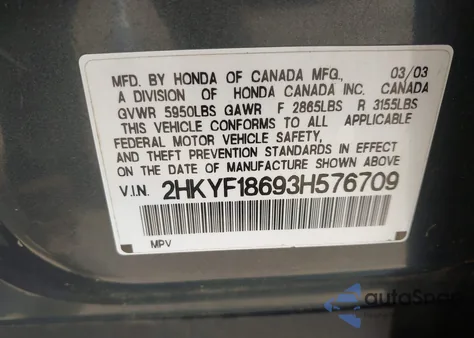 MFD. BY HONDA OF CANADA MFG., 03/03
A DIVISION OF HONDA CANADA INC. CANADA
GVWR 5950LBS GAWR F 2865LBS R 3155LBS
THIS VEHICLE CONFORMS TO ALL APPLICABLE
FEDERAL MOTOR VEHICLE SAFETY,
AND THEFT PREVENTION STANDARDS IN EFFECT
ON THE DATE OF MANUFACTURE SHOWN ABOVE
V.I.N. 2HKYF18693H576709
MPV